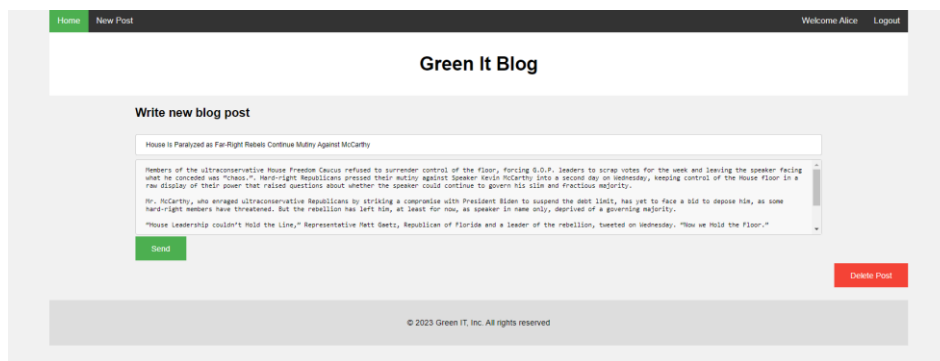 Home New Post Welcome Alice Logout
Green It Blog
Write new blog post
House Is Paralyzed as Far-Right Rebels Continue Mutiny Against McCarthy
Members of the ultraconservative House Freedom Caucus refused to surrender control of the floor, forcing G.O.P. leaders to scrap votes for the week and leaving the speaker facing
what he conceded was “chaos.”. Hard-right Republicans pressed their mutiny against Speaker Kevin McCarthy into a second day on Wednesday, keeping control of the House floor in a
raw display of their power that raised questions about whether the speaker could continue to govern his slim and fractious majority.
Mr. McCarthy, who enraged ultraconservative Republicans by striking a compromise with President Biden to suspend the debt limit, has yet to face a bid to depose him, as some
hard-right members have threatened. But the rebellion has left him, at least for now, as speaker in name only, deprived of a governing majority.
“House Leadership couldn’t Hold the Line,” Representative Matt Gaetz, Republican of Florida and a leader of the rebellion, tweeted on Wednesday. “Now we Hold the Floor.”
Send
Delete Post
© 2023 Green IT, Inc. All rights reserved